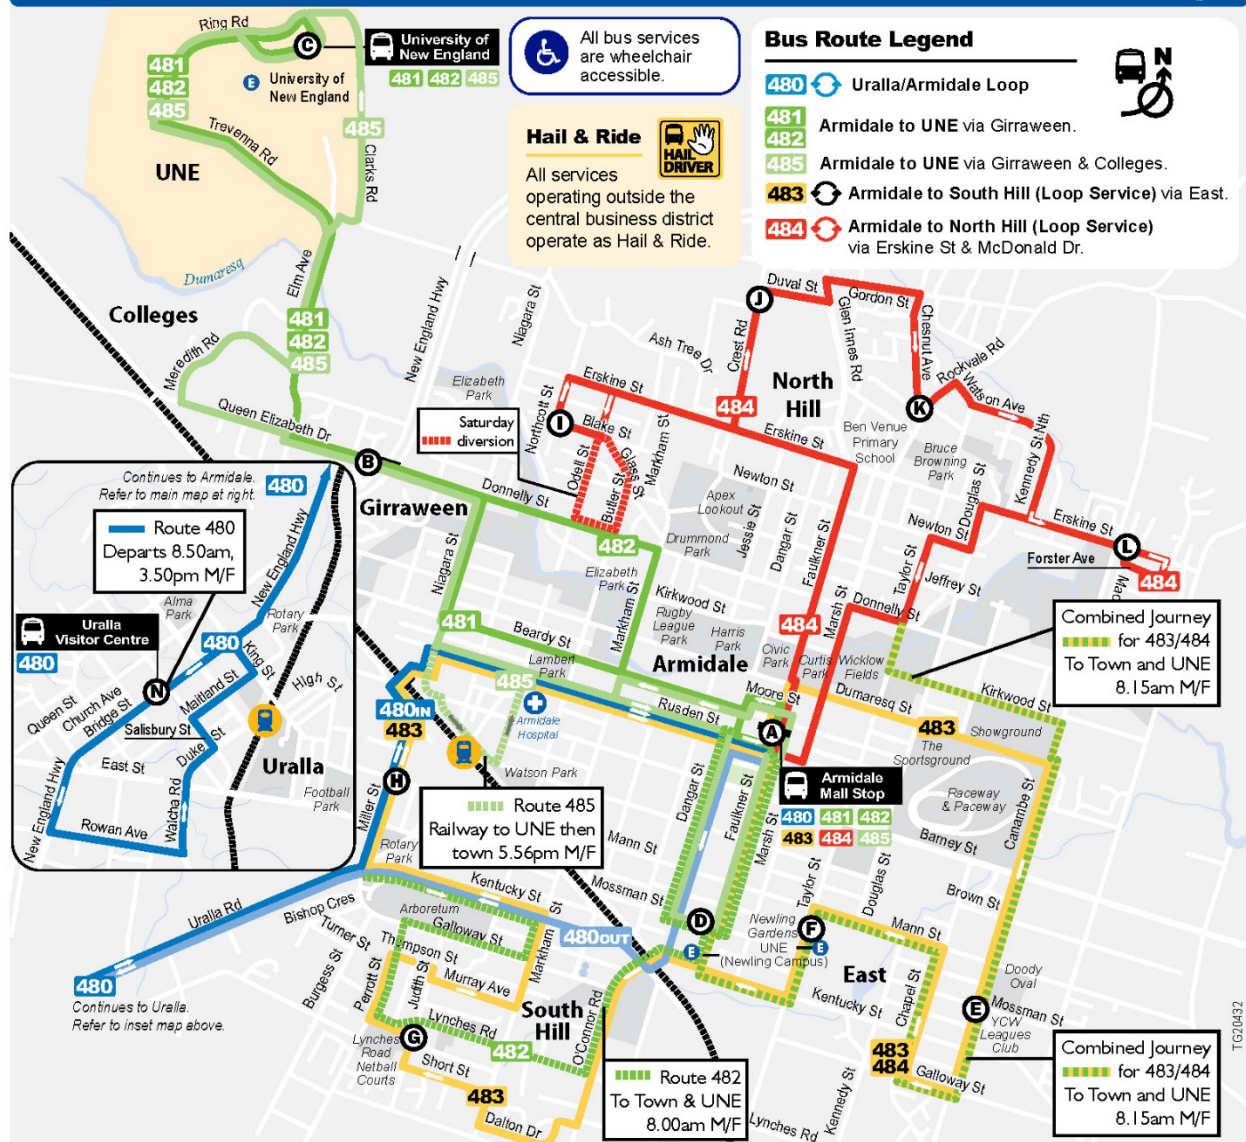 Ring Rd
C
University of
New England
481 482 485
E
University of
New England
481
482
485
485
Trevenna Rd
Clarks Rd
UNE
Dumaresq
Elm Ave
Colleges
481
482
485
Meredith Rd
Queen Elizabeth Dr
All bus services
are wheelchair
accessible.
Hail & Ride
HAIL
DRIVER
All services
operating outside the
central business district
operate as Hail & Ride.
Bus Route Legend
N
480 Uralla/Armidale Loop
481
482
Armidale to UNE via Girraween.
485 Armidale to UNE via Girraween & Colleges.
483 Armidale to South Hill (Loop Service) via East.
484 Armidale to North Hill (Loop Service)
via Erskine St & McDonald Dr.
New England Hwy
Niagara St
Ash Tree Dr
Elizabeth
Park
Saturday
diversion
Northcott St
I
Erskine St
Blake St
Odell St
Glass St
Butler St
Markham St
Crest Rd
J
Duval St
Gordon St
Glen Innes Rd
Chesnut Ave
Rockvale Rd
Watson Ave
North
Hill
484
Erskine St
K
Ben Venue
Primary
School
Bruce
Browning
Park
Kennedy St Nth
Douglas St
Newton St
Apex
Lookout
Drummond
Park
Jessie St
Dangar St
Faulkner St
Newton St
Taylor St
Jeffrey St
Erskine St
L
Forster Ave
Mac
484
Donnelly St
Marsh St
B
Girraween
Donnelly St
482
Elizabeth
Park
Niagara St
481
Beardy St
Markham St
Kirkwood St
Rugby
League
Park
Harris
Park
484
Civic
Park
Curtis
Park
Wicklow
Fields
Armidale
Lambert
Park
Moore St
Dumaresq St
Rusden St
A
483
Showground
Kirkwood St
The
Sportsground
Raceway
& Paceway
Canambe St
Barney St
Combined Journey
for 483/484
To Town and UNE
8.15am M/F
485
Armidale
Hospital
480IN
483
Watson Park
H
Miller St
Route 485
Railway to UNE then
town 5.56pm M/F
Armidale
Mall Stop
480 481 482
483 484 485
Dangar St
Faulkner St
Marsh St
Mann St
Mossman St
Taylor St
Douglas St
Brown St
Continues to Armidale.
Refer to main map at right.
480
Route 480
Departs 8.50am,
3.50pm M/F
New England Hwy
Alma
Park
Rotary
Park
Uralla
Visitor Centre
480
480
King St
High St
N
Maitland St
Queen St
Church Ave
Bridge St
Salisbury St
Duke St
Uralla
East St
Football
Park
New England Hwy
Walcha Rd
Rowan Ave
Rotary
Park
Uralla Rd
Bishop Cres
Kentucky St
Arboretum
Galloway St
Markham St
480OUT
Turner St
Thompson St
Burgess St
Perrott St
Judith St
Murray Ave
South
Hill
480
Continues to Uralla.
Refer to inset map above.
Lynches Rd
G
482
O'Connor Rd
Lynches
Road
Netball
Courts
Short St
483
Dalton Dr
Route 482
To Town & UNE
8.00am M/F
D
E
Newling
Gardens
UNE
(Newling Campus)
F
E
Mann St
East
Kentucky St
Chapel St
Doody
Oval
E
Mossman St
YCW
Leagues
Club
483
484
Galloway St
Kennedy St
Lynches Rd
Combined Journey
for 483/484
To Town and UNE
8.15am M/F
TG20432